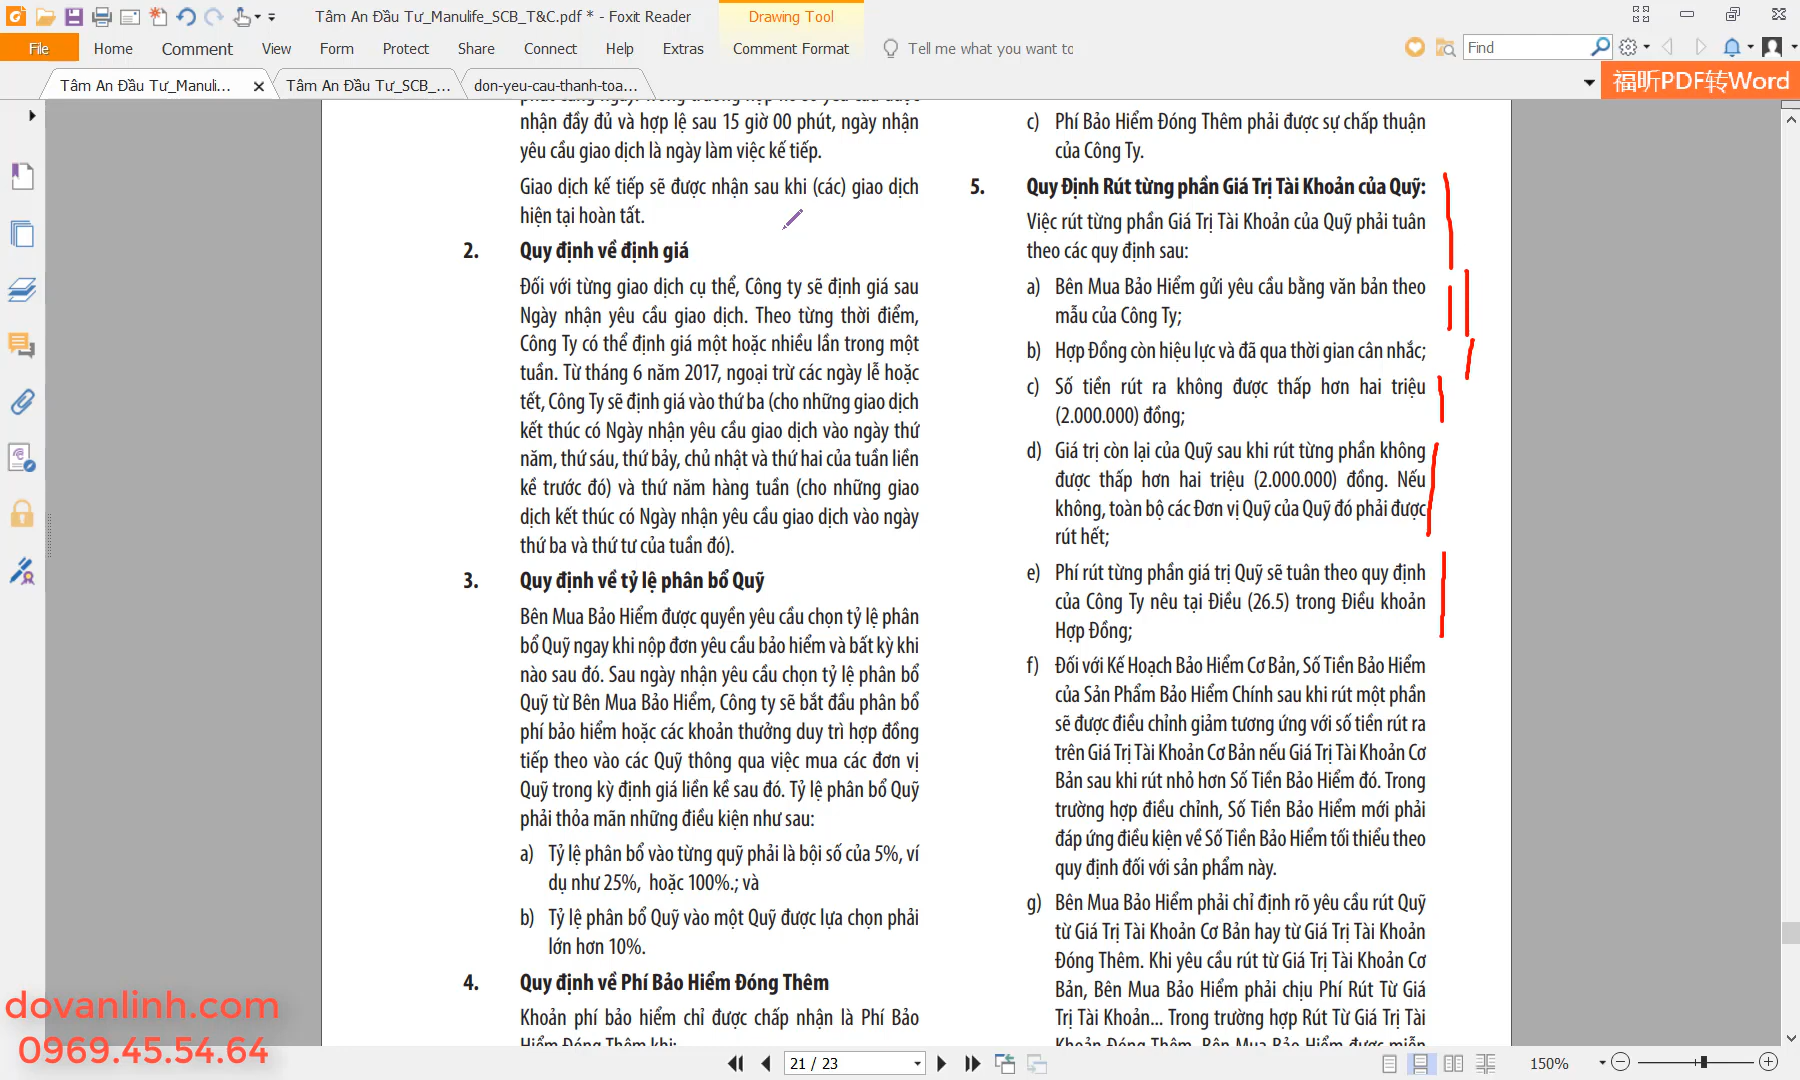 Tâm An Đầu Tư_Manulife_SCB_T&C.pdf * - Foxit Reader
Drawing Tool
File
Home
Comment
View
Form
Protect
Share
Connect
Help
Extras
Comment Format
Tell me what you want to
Find
Tâm An Đầu Tư_Manuli...
Tâm An Đầu Tư_SCB_...
don-yeu-cau-thanh-toa...
福昕PDF转Word
nhận đầy đủ và hợp lệ sau 15 giờ 00 phút, ngày nhận
yêu cầu giao dịch là ngày làm việc kế tiếp.
Giao dịch kế tiếp sẽ được nhận sau khi (các) giao dịch
hiện tại hoàn tất.
2. Quy định về định giá
Đối với từng giao dịch cụ thể, Công ty sẽ định giá sau
Ngày nhận yêu cầu giao dịch. Theo từng thời điểm,
Công Ty có thể định giá một hoặc nhiều lần trong một
tuần. Từ tháng 6 năm 2017, ngoại trừ các ngày lễ hoặc
tết, Công Ty sẽ định giá vào thứ ba (cho những giao dịch
kết thúc có Ngày nhận yêu cầu giao dịch vào ngày thứ
năm, thứ sáu, thứ bảy, chủ nhật và thứ hai của tuần liền
kề trước đó) và thứ năm hàng tuần (cho những giao
dịch kết thúc có Ngày nhận yêu cầu giao dịch vào ngày
thứ ba và thứ tư của tuần đó).
3. Quy định về tỷ lệ phân bổ Quỹ
Bên Mua Bảo Hiểm được quyền yêu cầu chọn tỷ lệ phân
bổ Quỹ ngay khi nộp đơn yêu cầu bảo hiểm và bất kỳ khi
nào sau đó. Sau ngày nhận yêu cầu chọn tỷ lệ phân bổ
Quỹ từ Bên Mua Bảo Hiểm, Công ty sẽ bắt đầu phân bổ
phí bảo hiểm hoặc các khoản thưởng duy trì hợp đồng
tiếp theo vào các Quỹ thông qua việc mua các đơn vị
Quỹ trong kỳ định giá liền kề sau đó. Tỷ lệ phân bổ Quỹ
phải thỏa mãn những điều kiện như sau:
a) Tỷ lệ phân bổ vào từng quỹ phải là bội số của 5%, ví
dụ như 25%, hoặc 100%.; và
b) Tỷ lệ phân bổ Quỹ vào một Quỹ được lựa chọn phải
lớn hơn 10%.
4. Quy định về Phí Bảo Hiểm Đóng Thêm
Khoản phí bảo hiểm chỉ được chấp nhận là Phí Bảo
Hiểm Đóng Thêm khi:
c) Phí Bảo Hiểm Đóng Thêm phải được sự chấp thuận
của Công Ty.
5. Quy Định Rút từng phần Giá Trị Tài Khoản của Quỹ:
Việc rút từng phần Giá Trị Tài Khoản của Quỹ phải tuân
theo các quy định sau:
a) Bên Mua Bảo Hiểm gửi yêu cầu bằng văn bản theo
mẫu của Công Ty;
b) Hợp Đồng còn hiệu lực và đã qua thời gian cân nhắc;
c) Số tiền rút ra không được thấp hơn hai triệu
(2.000.000) đồng;
d) Giá trị còn lại của Quỹ sau khi rút từng phần không
được thấp hơn hai triệu (2.000.000) đồng. Nếu
không, toàn bộ các Đơn vị Quỹ của Quỹ đó phải được
rút hết;
e) Phí rút từng phần giá trị Quỹ sẽ tuân theo quy định
của Công Ty nêu tại Điều (26.5) trong Điều khoản
Hợp Đồng;
f) Đối với Kế Hoạch Bảo Hiểm Cơ Bản, Số Tiền Bảo Hiểm
của Sản Phẩm Bảo Hiểm Chính sau khi rút một phần
sẽ được điều chỉnh giảm tương ứng với số tiền rút ra
trên Giá Trị Tài Khoản Cơ Bản nếu Giá Trị Tài Khoản Cơ
Bản sau khi rút nhỏ hơn Số Tiền Bảo Hiểm đó. Trong
trường hợp điều chỉnh, Số Tiền Bảo Hiểm mới phải
đáp ứng điều kiện về Số Tiền Bảo Hiểm tối thiểu theo
quy định đối với sản phẩm này.
g) Bên Mua Bảo Hiểm phải chỉ định rõ yêu cầu rút Quỹ
từ Giá Trị Tài Khoản Cơ Bản hay từ Giá Trị Tài Khoản
Đóng Thêm. Khi yêu cầu rút từ Giá Trị Tài Khoản Cơ
Bản, Bên Mua Bảo Hiểm phải chịu Phí Rút Từ Giá
Trị Tài Khoản... Trong trường hợp Rút Từ Giá Trị Tài
Khoản Đóng Thêm, Bên Mua Bảo Hiểm được miễn
dovanlinh.com
0969.45.54.64
21 / 23
150%